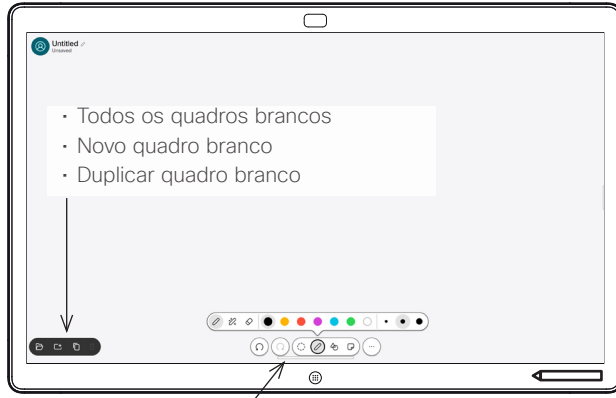 Untitled
Unsaved
· Todos os quadros brancos
· Novo quadro branco
· Duplicar quadro branco